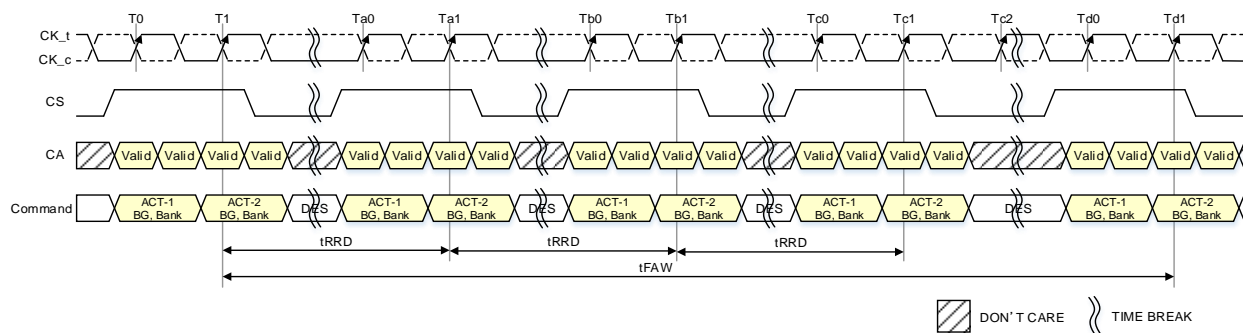 T0 T1 Ta0 Ta1 Tb0 Tb1 Tc0 Tc1 Tc2 Td0 Td1
CK_t
CK_c
CS
CA Valid Valid Valid Valid Valid Valid Valid Valid Valid Valid Valid Valid Valid Valid Valid Valid Valid Valid Valid Valid
Command ACT-1 BG, Bank ACT-2 BG, Bank DES ACT-1 BG, Bank ACT-2 BG, Bank DES ACT-1 BG, Bank ACT-2 BG, Bank DES ACT-1 BG, Bank ACT-2 BG, Bank DES ACT-1 BG, Bank ACT-2 BG, Bank
tRRD tRRD tRRD
tFAW
DON'T CARE TIME BREAK